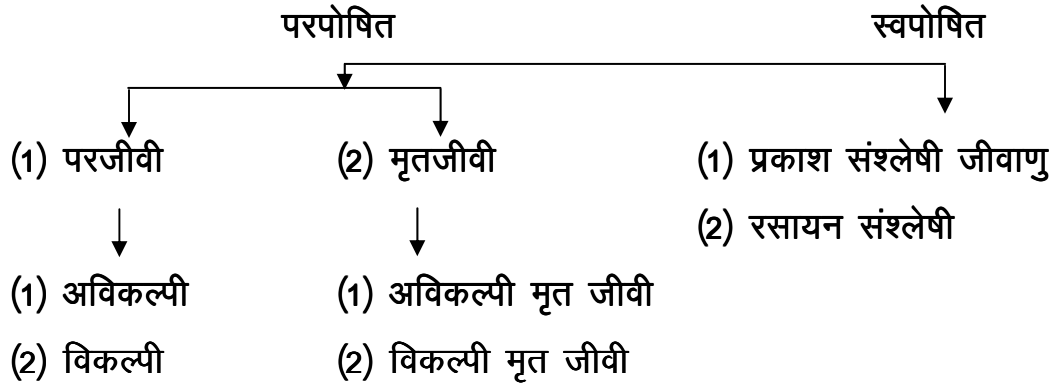 परपोषित स्वपोषित
(1) परजीवी (2) मृतजीवी (1) प्रकाश संश्लेषी जीवाणु
(2) रसायन संश्लेषी
(1) अविकल्पी (1) अविकल्पी मृत जीवी
(2) विकल्पी (2) विकल्पी मृत जीवी